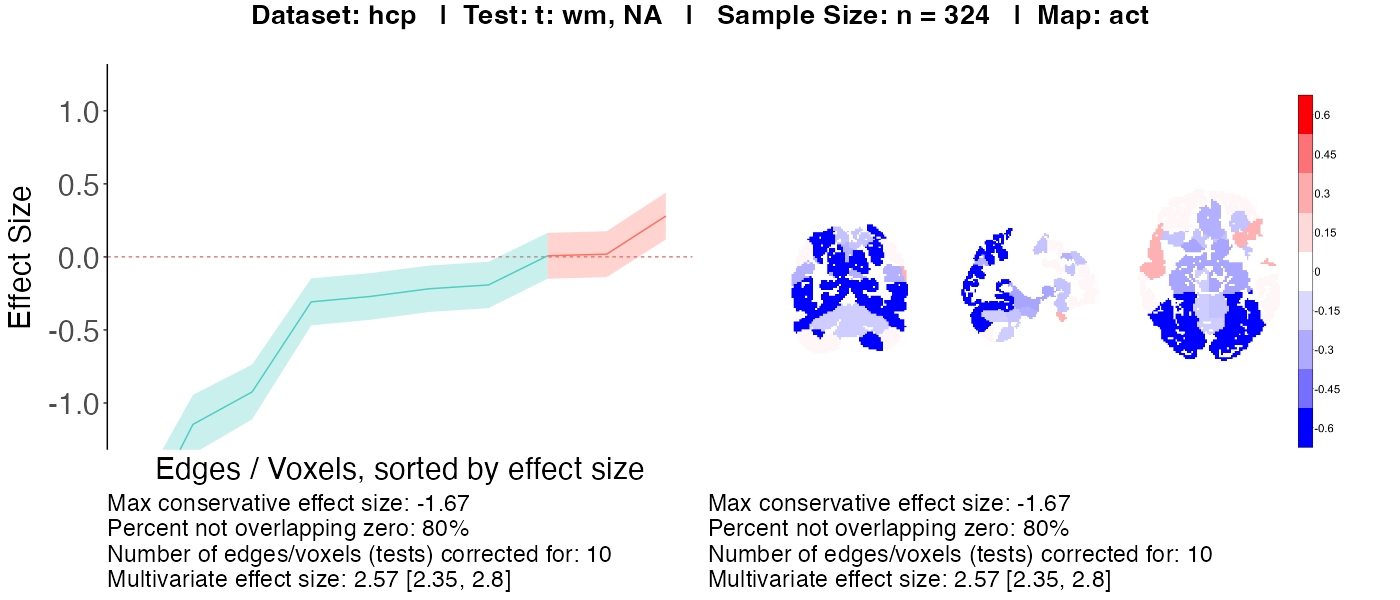 Dataset: hcp | Test: t: wm, NA | Sample Size: n = 324 | Map: act
Effect Size
1.0
0.5
0.0
-0.5
-1.0
Edges / Voxels, sorted by effect size
0.6
0.45
0.3
0.15
0
-0.15
-0.3
-0.45
-0.6
Max conservative effect size: -1.67
Percent not overlapping zero: 80%
Number of edges/voxels (tests) corrected for: 10
Multivariate effect size: 2.57 [2.35, 2.8]
Max conservative effect size: -1.67
Percent not overlapping zero: 80%
Number of edges/voxels (tests) corrected for: 10
Multivariate effect size: 2.57 [2.35, 2.8]